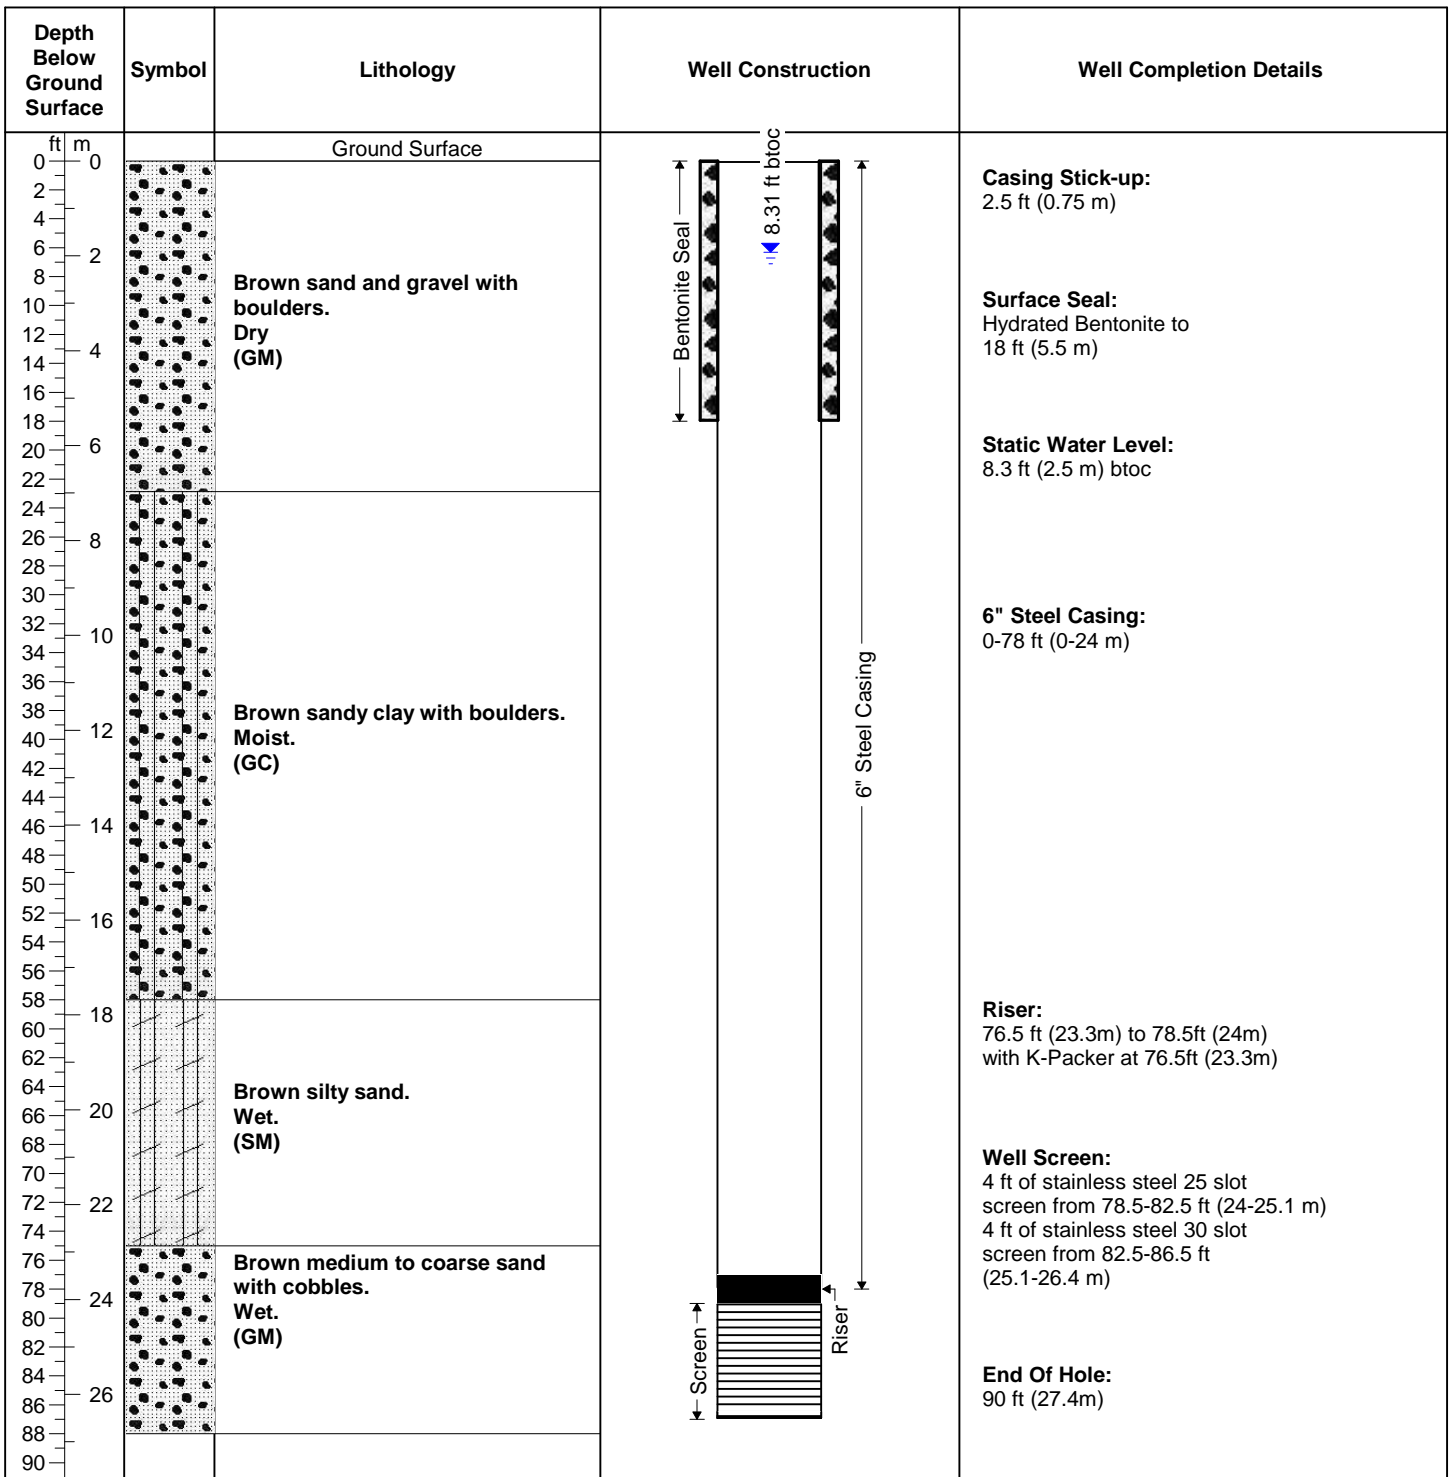 Depth
Below
Ground
Surface
Symbol
Lithology
Well Construction
Well Completion Details
ft m
0
2
4
6
8
10
12
14
16
18
20
22
24
26
28
30
32
34
36
38
40
42
44
46
48
50
52
54
56
58
60
62
64
66
68
70
72
74
76
78
80
82
84
86
88
90
0
2
4
6
8
10
12
14
16
18
20
22
24
26
Ground Surface
Brown sand and gravel with
boulders.
Dry
(GM)
Brown sandy clay with boulders.
Moist.
(GC)
Brown silty sand.
Wet.
(SM)
Brown medium to coarse sand
with cobbles.
Wet.
(GM)
Bentonite Seal
8.31 ft btoc
6" Steel Casing
Screen
Riser
Casing Stick-up:
2.5 ft (0.75 m)
Surface Seal:
Hydrated Bentonite to
18 ft (5.5 m)
Static Water Level:
8.3 ft (2.5 m) btoc
6" Steel Casing:
0-78 ft (0-24 m)
Riser:
76.5 ft (23.3m) to 78.5ft (24m)
with K-Packer at 76.5ft (23.3m)
Well Screen:
4 ft of stainless steel 25 slot
screen from 78.5-82.5 ft (24-25.1 m)
4 ft of stainless steel 30 slot
screen from 82.5-86.5 ft
(25.1-26.4 m)
End Of Hole:
90 ft (27.4m)